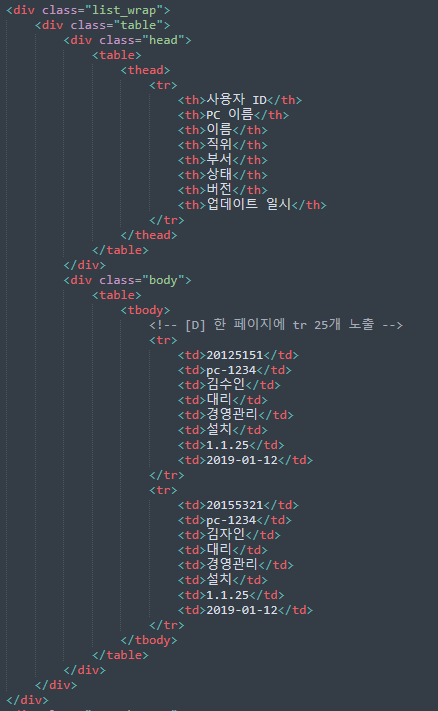 <div class="list_wrap">
<div class="table">
<div class="head">
<table>
<thead>
<tr>
<th>사용자 ID</th>
<th>PC 이름</th>
<th>이름</th>
<th>직위</th>
<th>부서</th>
<th>상태</th>
<th>버전</th>
<th>업데이트 일시</th>
</tr>
</thead>
</table>
</div>
<div class="body">
<table>
<tbody>
<!-- [D] 한 페이지에 tr 25개 노출 -->
<tr>
<td>20125151</td>
<td>pc-1234</td>
<td>김수인</td>
<td>대리</td>
<td>경영관리</td>
<td>설치</td>
<td>1.1.25</td>
<td>2019-01-12</td>
</tr>
<tr>
<td>20155321</td>
<td>pc-1234</td>
<td>김자인</td>
<td>대리</td>
<td>경영관리</td>
<td>설치</td>
<td>1.1.25</td>
<td>2019-01-12</td>
</tr>
</tbody>
</table>
</div>
</div>
</div>